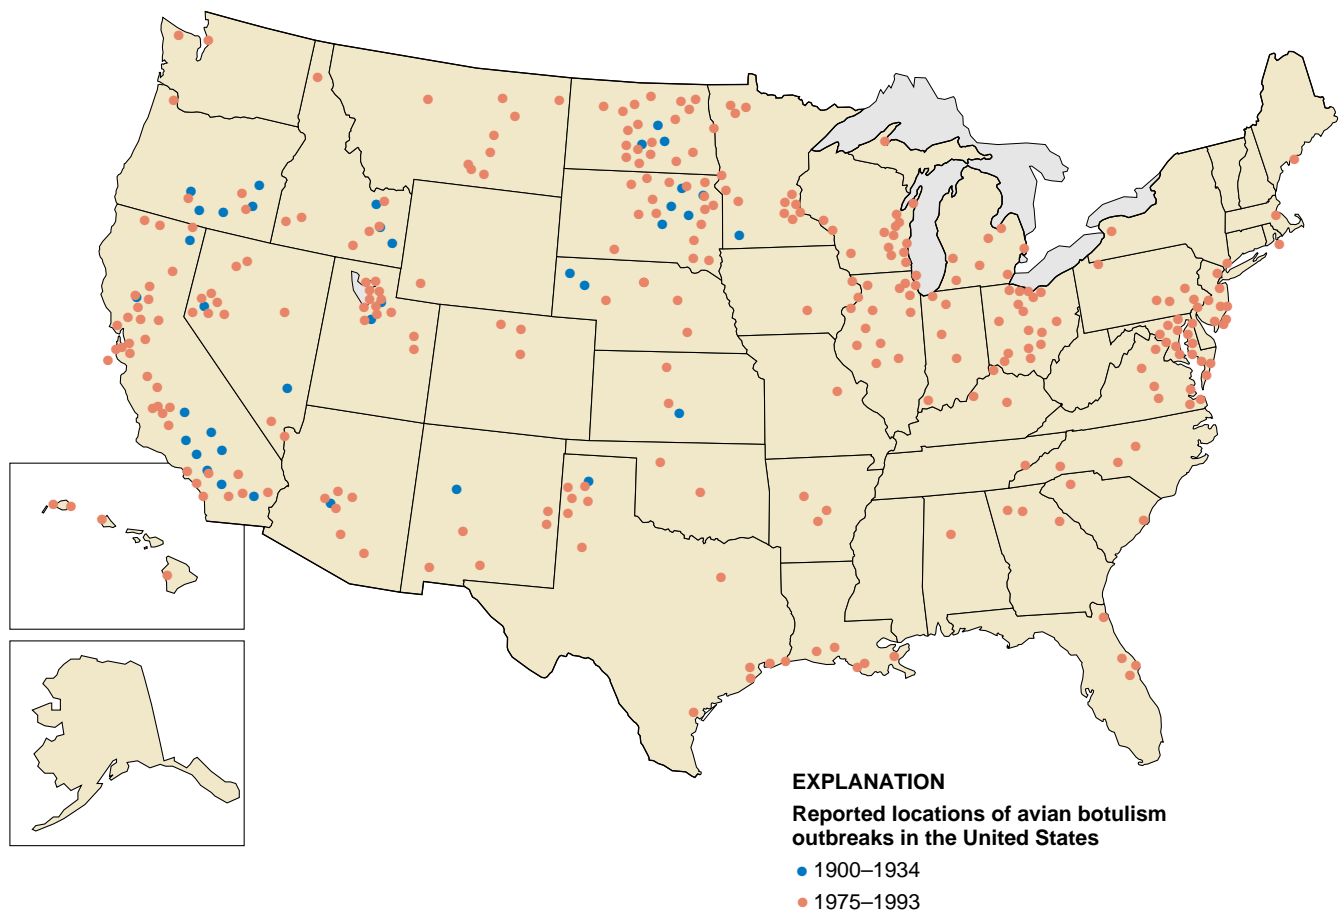 EXPLANATION
Reported locations of avian botulism
outbreaks in the United States
1900–1934
1975–1993